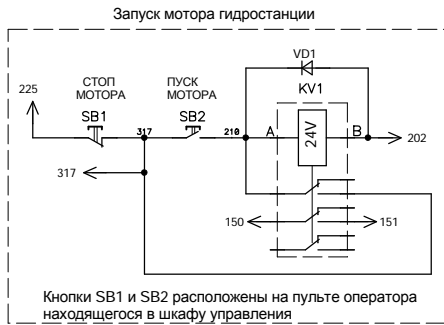 Запуск мотора гидростанции
VD1
СТОП
МОТОРА
ПУСК
МОТОРА
KV1
225
SB1
SB2
317
210
A
24V
B
202
317
150
151
Кнопки SB1 и SB2 расположены на пульте оператора
находящегося в шкафу управления